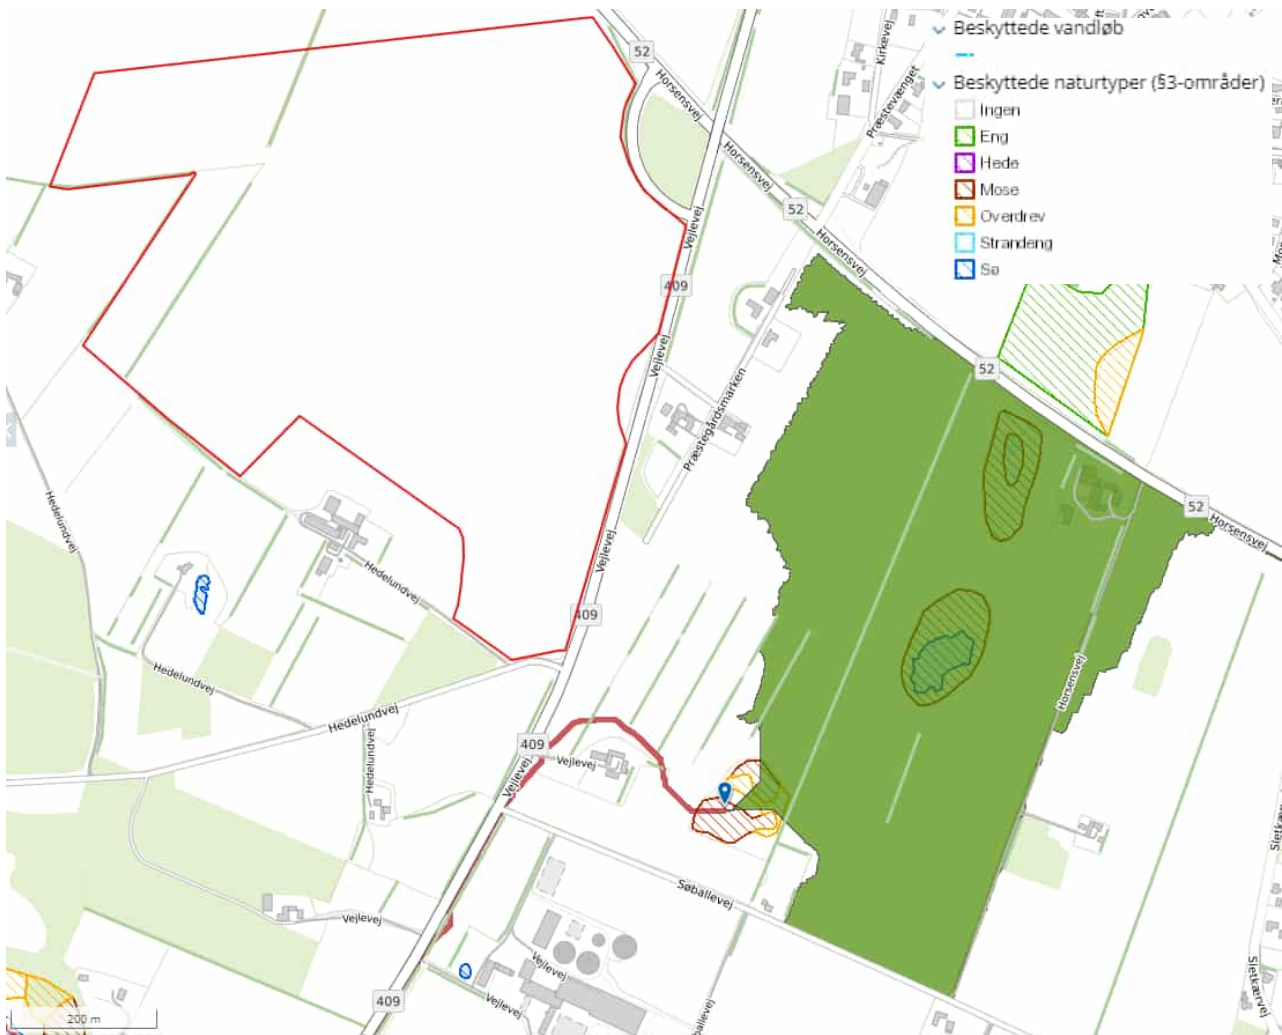 Beskyttede vandløb
Beskyttede naturtyper (§3-områder)
Ingen
Eng
Hede
Mose
Overdrev
Strandeng
Sø
52
Horsensvej
Kirkevej
Præstevænget
Horsensvej
52
Horsensvej
Vejlevej
409
Vejlevej
Præstegårdsmarken
52
52
Horsensvej
Hedelundvej
Vejlevej
Hedelundvej
409
Hedelundvej
Horsensvej
Hedelundvej
409
Vejlevej
Vejlevej
Hedelundvej
Søballevej
Vejlevej
Vejlevej
Vejlevej
409
Sletkærvej
200 m